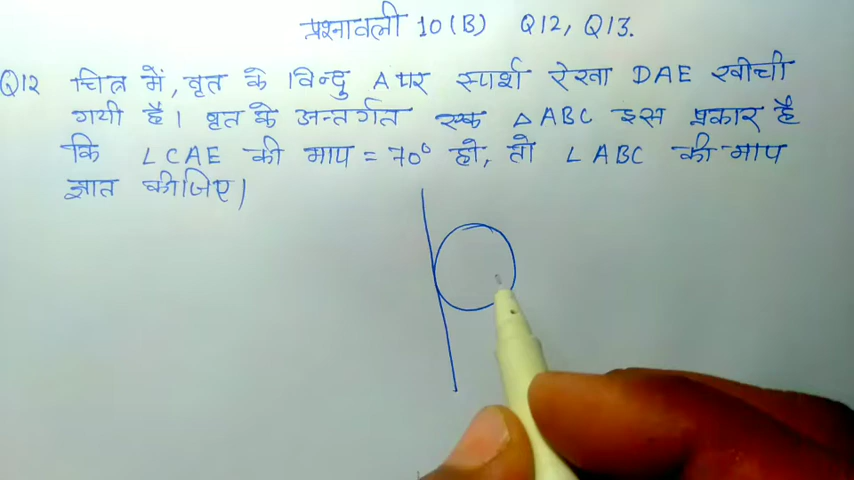 प्रश्नावली 10(B) Q12, Q13.
Q12 चित्र में, वृत के बिन्दु A पर स्पर्श रेखा DAE खीची
गयी है। वृत के अन्तर्गत एक △ABC इस प्रकार है
कि ∠CAE की माप = 70° हो, तो ∠ABC की माप
ज्ञात कीजिए।